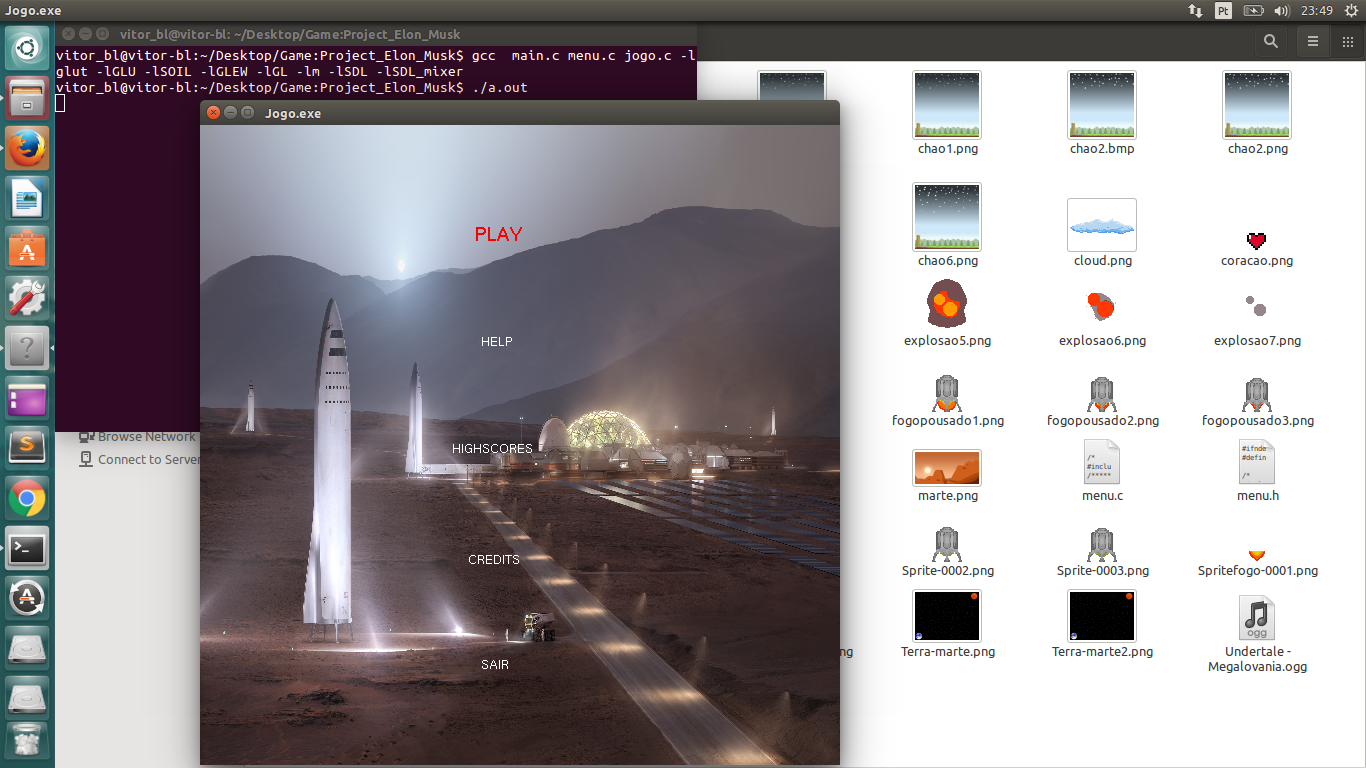 Jogo.exe
Pt
23:49
vitor_bl@vitor-bl: ~/Desktop/Game:Project_Elon_Musk
vitor_bl@vitor-bl:~/Desktop/Game:Project_Elon_Musk$ gcc  main.c menu.c jogo.c -l
glut -lGLU -lSOIL -lGLEW -lGL -lm -lSDL -lSDL_mixer
vitor_bl@vitor-bl:~/Desktop/Game:Project_Elon_Musk$ ./a.out
Jogo.exe
PLAY
HELP
HIGHSCORES
CREDITS
SAIR
Browse Network
Connect to Server
chao1.png
chao2.bmp
chao2.png
chao6.png
cloud.png
coracao.png
explosao5.png
explosao6.png
explosao7.png
fogopousado1.png
fogopousado2.png
fogopousado3.png
/*
#inclu
/*****
#ifnde
#defin
/*
marte.png
menu.c
menu.h
Sprite-0002.png
Sprite-0003.png
Spritefogo-0001.png
ogg
ng
Terra-marte.png
Terra-marte2.png
Undertale -
Megalovania.ogg